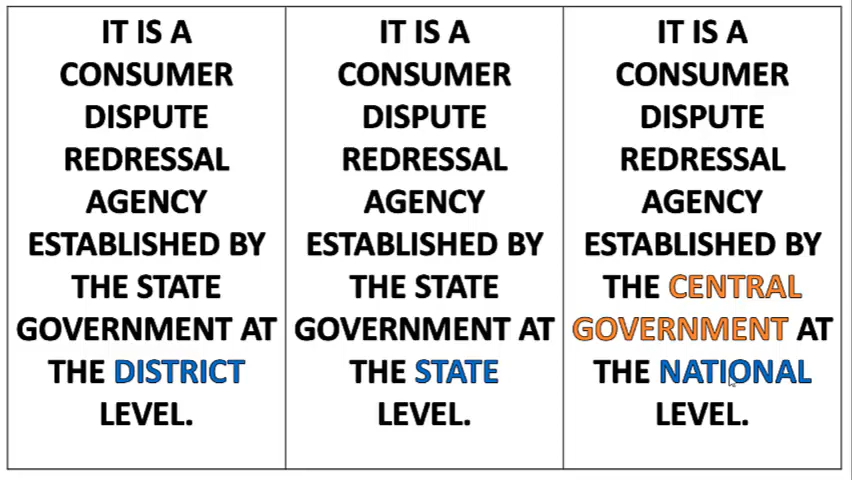 IT IS A
CONSUMER
DISPUTE
REDRESSAL
AGENCY
ESTABLISHED BY
THE STATE
GOVERNMENT AT
THE DISTRICT
LEVEL.
IT IS A
CONSUMER
DISPUTE
REDRESSAL
AGENCY
ESTABLISHED BY
THE STATE
GOVERNMENT AT
THE STATE
LEVEL.
IT IS A
CONSUMER
DISPUTE
REDRESSAL
AGENCY
ESTABLISHED BY
THE CENTRAL
GOVERNMENT AT
THE NATIONAL
LEVEL.